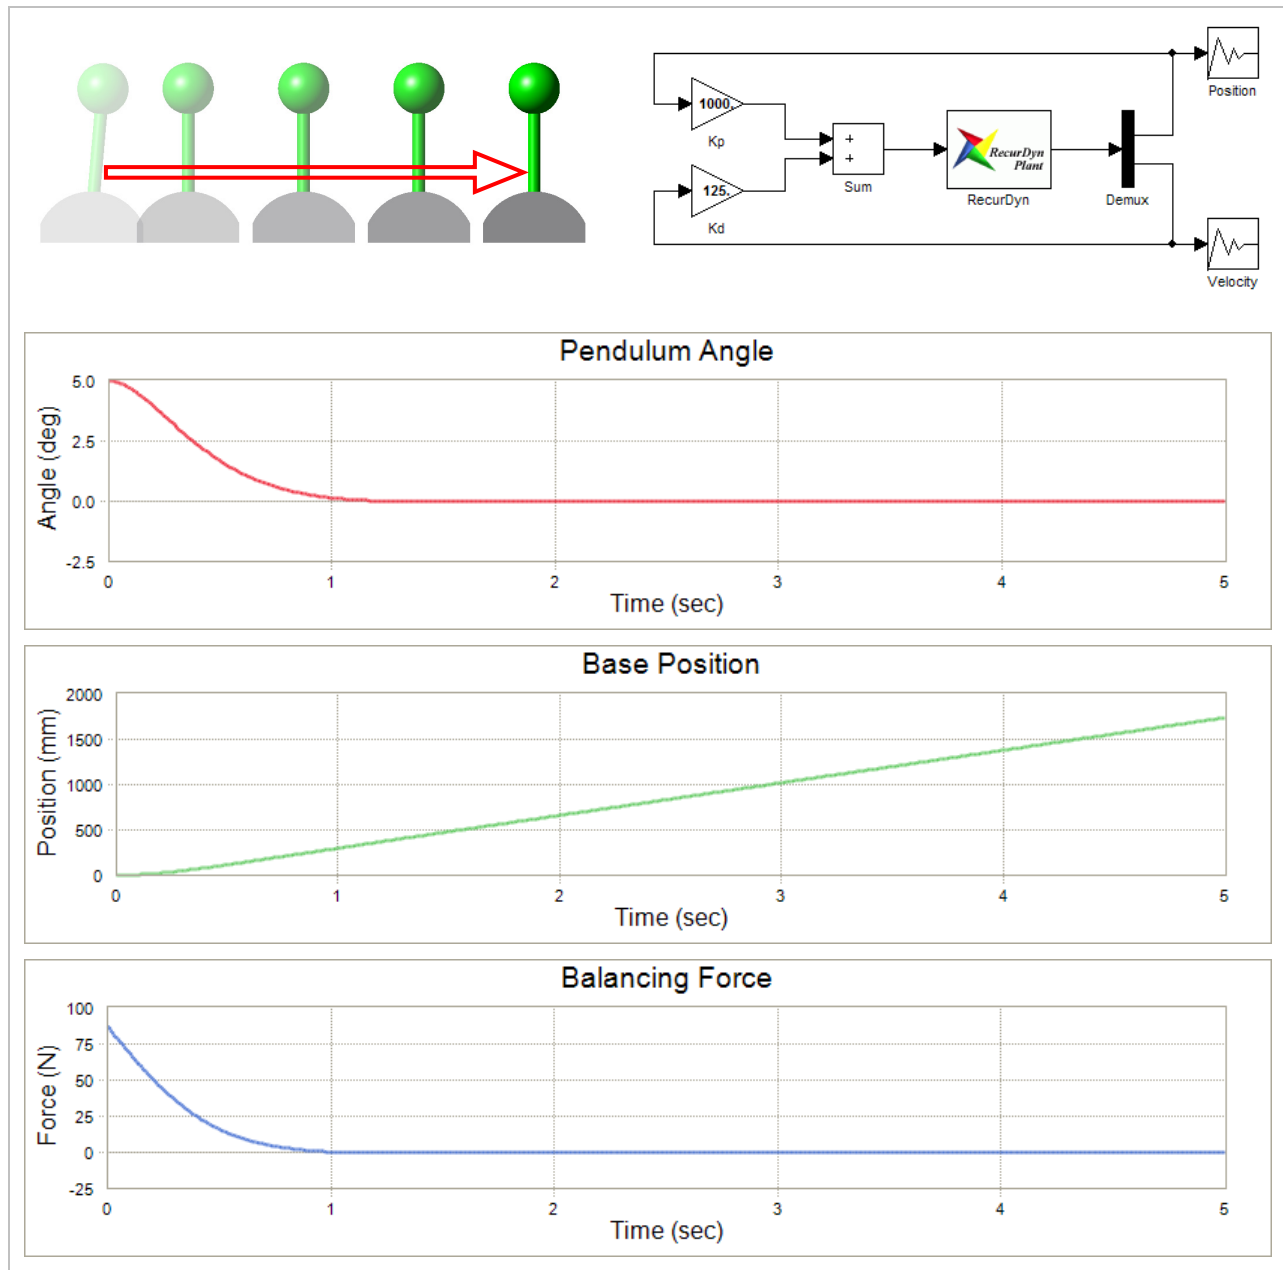 Position
1000.
Kp
+
+
Sum
RecurDyn
Plant
RecurDyn
Demux
125.
Kd
Velocity
Pendulum Angle
Angle (deg)
5.0
2.5
0.0
-2.5
0 1 2 3 4 5
Time (sec)
Base Position
Position (mm)
2000
1500
1000
500
0
0 1 2 3 4 5
Time (sec)
Balancing Force
Force (N)
100
75
50
25
0
-25
0 1 2 3 4 5
Time (sec)